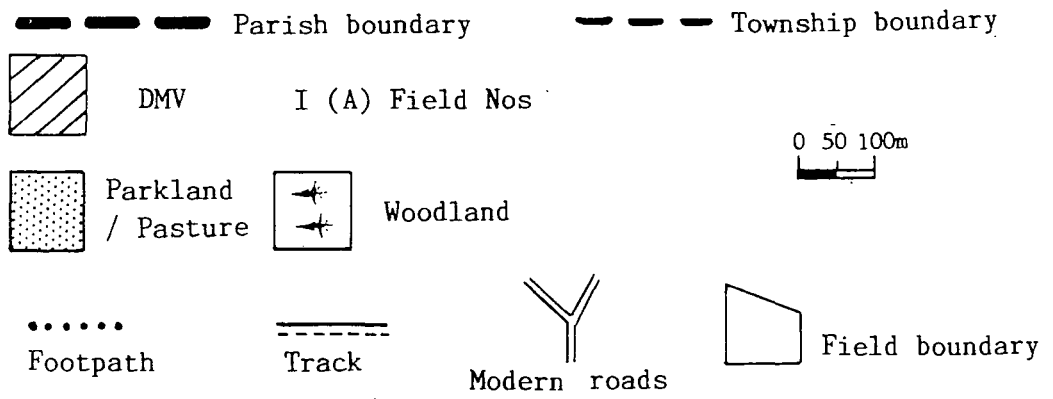 Parish boundary
Township boundary
DMV
I (A) Field Nos
0 50 100m
Parkland
/ Pasture
Woodland
Footpath
Track
Modern roads
Field boundary